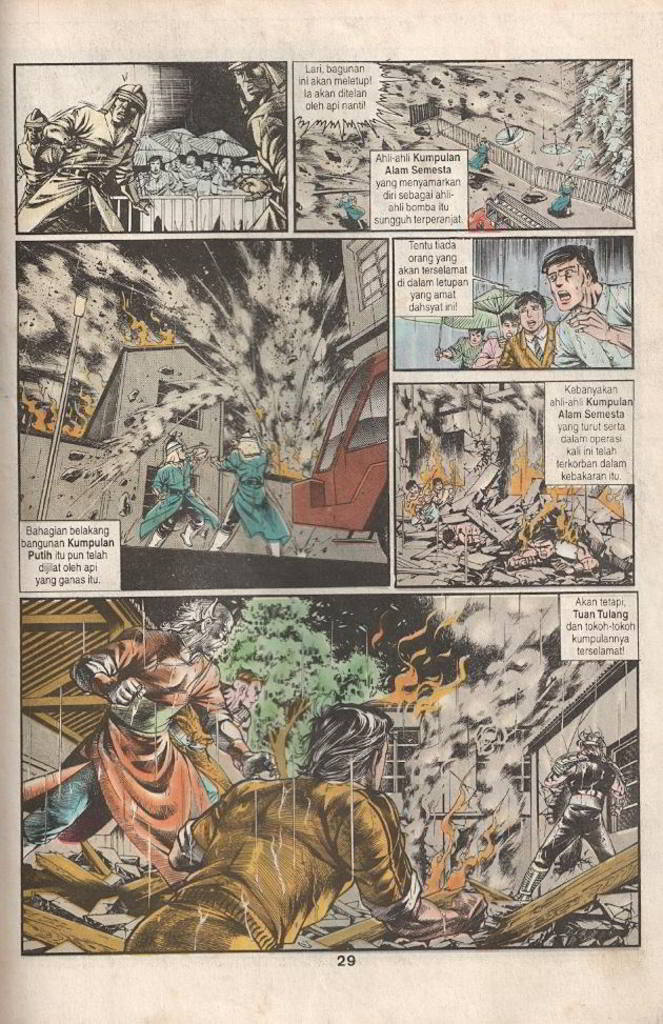 Lari, bagunan
ini akan meletup!
Ia akan ditelan
oleh api nanti!
Ahli-ahli Kumpulan
Alam Semesta
yang menyamarkan
diri sebagai ahli-
ahli bomba itu
sungguh terperanjat.
Tentu tiada
orang yang
akan terselamat
di dalam letupan
yang amat
dahsyat ini!
Bahagian belakang
bangunan Kumpulan
Putih itu pun telah
dijilat oleh api
yang ganas itu.
Kebanyakan
ahli-ahli Kumpulan
Alam Semesta
yang turut serta
dalam operasi
kali ini telah
terkorban dalam
kebakaran itu.
Akan tetapi,
Tuan Tulang
dan tokoh-tokoh
kumpulannya
terselamat!
29